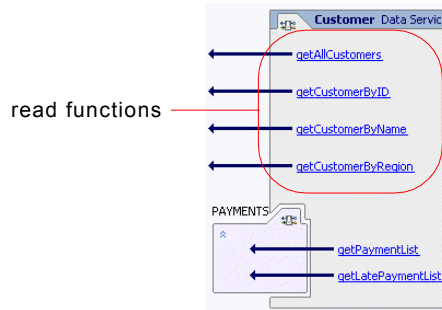 Customer Data Servic
getAllCustomers
getCustomerByID
read functions
getCustomerByName
getCustomerByRegion
PAYMENTS
getPaymentList
getLatePaymentList